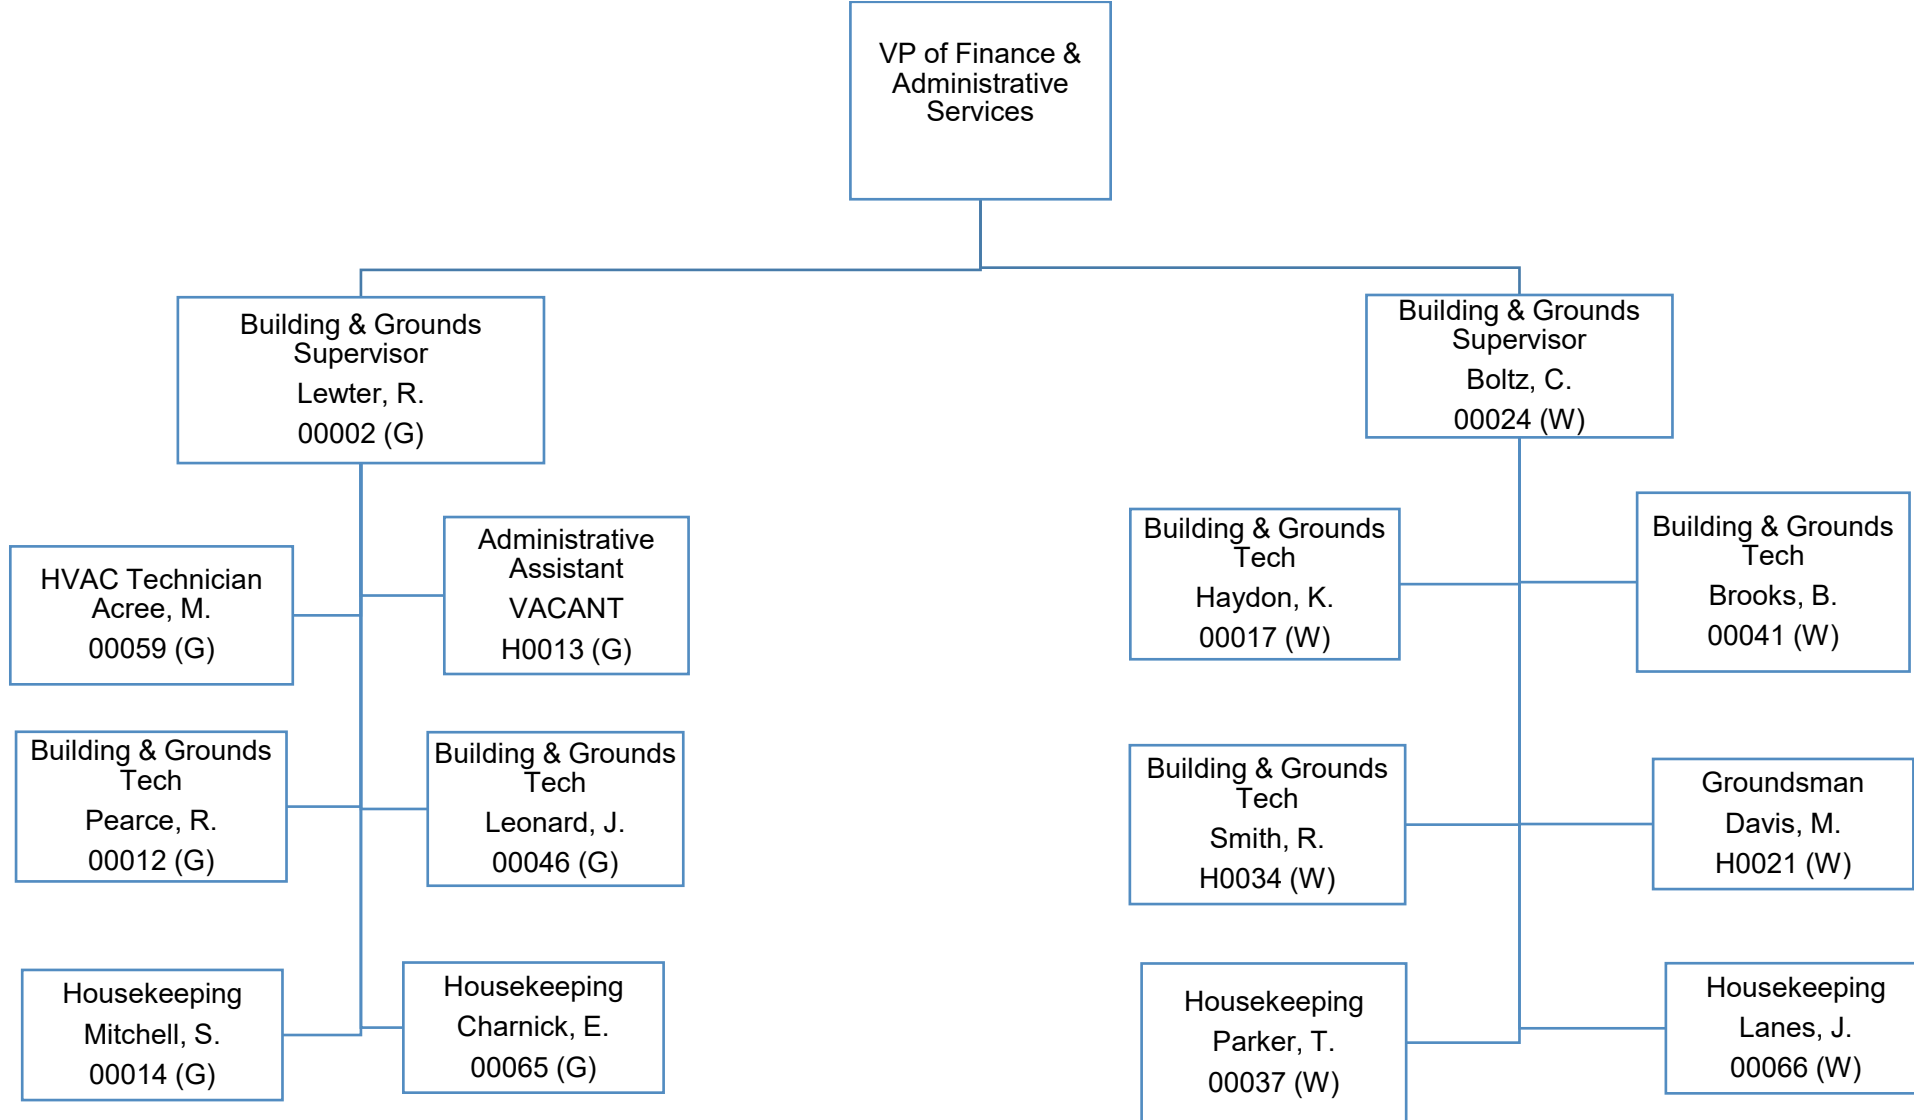 VP of Finance &
Administrative
Services
Building & Grounds
Supervisor
Lewter, R.
00002 (G)
Building & Grounds
Supervisor
Boltz, C.
00024 (W)
HVAC Technician
Acree, M.
00059 (G)
Administrative
Assistant
VACANT
H0013 (G)
Building & Grounds
Tech
Haydon, K.
00017 (W)
Building & Grounds
Tech
Brooks, B.
00041 (W)
Building & Grounds
Tech
Pearce, R.
00012 (G)
Building & Grounds
Tech
Leonard, J.
00046 (G)
Building & Grounds
Tech
Smith, R.
H0034 (W)
Groundsman
Davis, M.
H0021 (W)
Housekeeping
Mitchell, S.
00014 (G)
Housekeeping
Charnick, E.
00065 (G)
Housekeeping
Parker, T.
00037 (W)
Housekeeping
Lanes, J.
00066 (W)